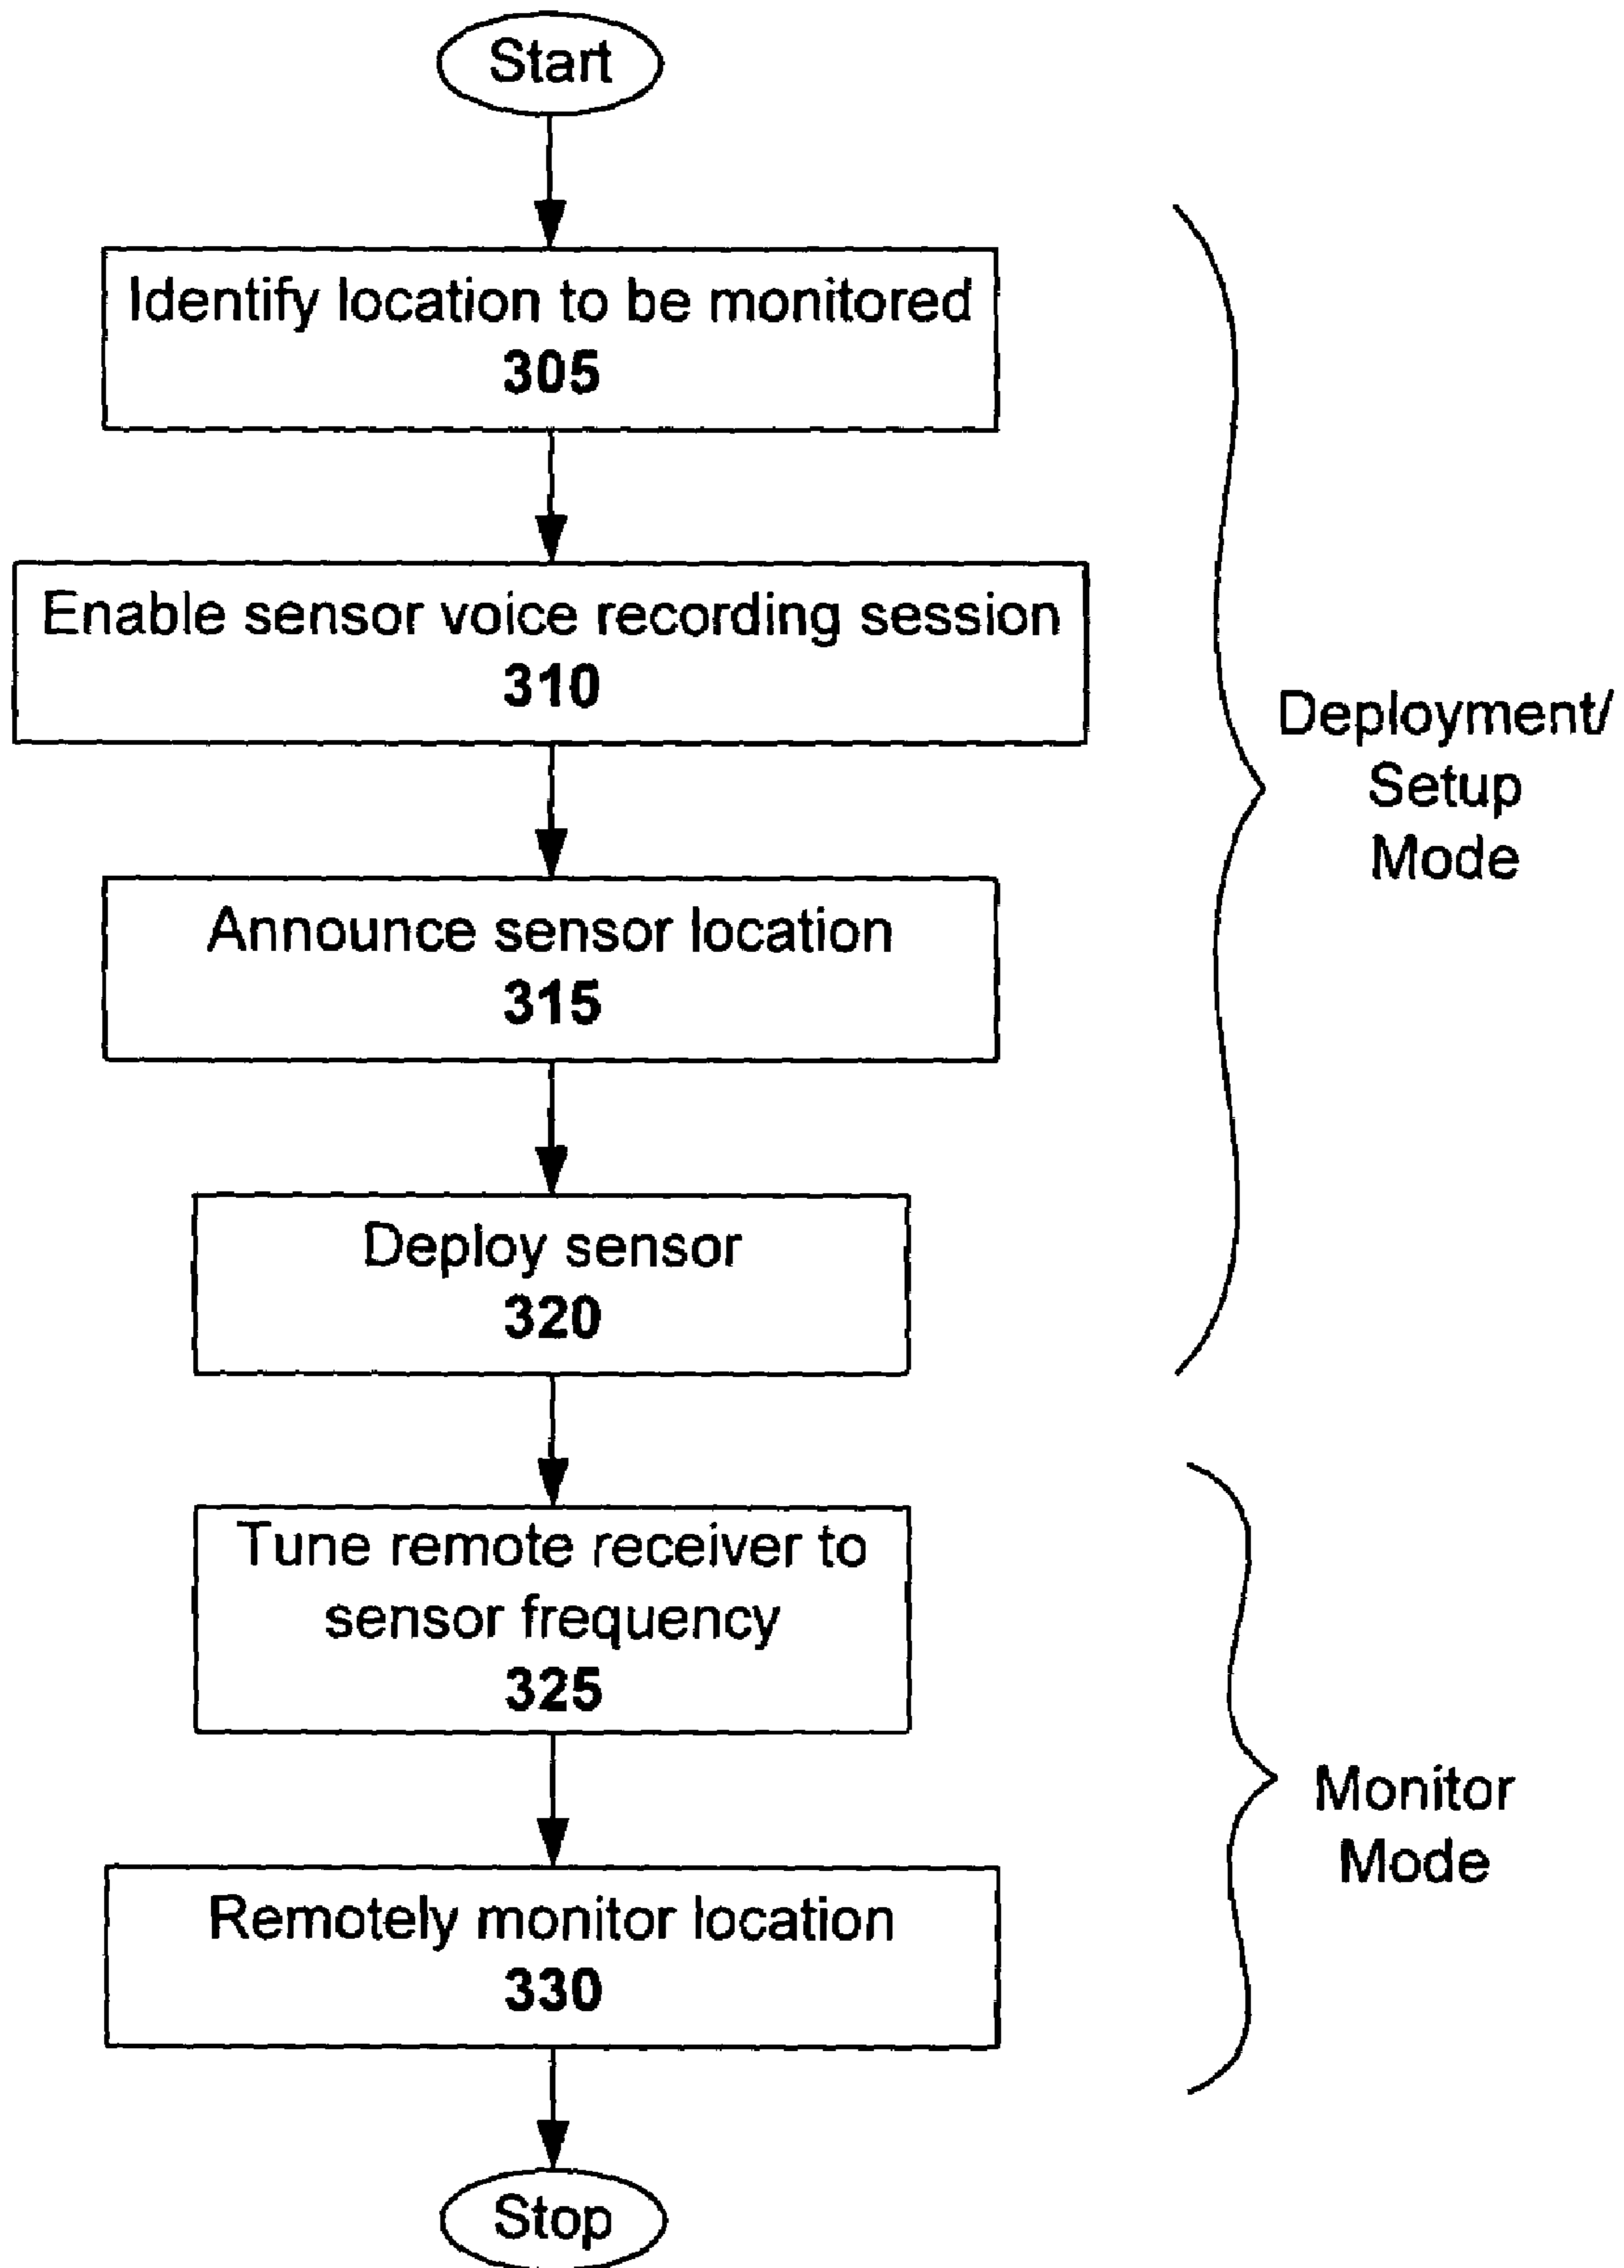 Start
Identify location to be monitored
305
Enable sensor voice recording session
310
Deployment/
Setup
Mode
Announce sensor location
315
Deploy sensor
320
Tune remote receiver to
sensor frequency
325
Monitor
Mode
Remotely monitor location
330
Stop